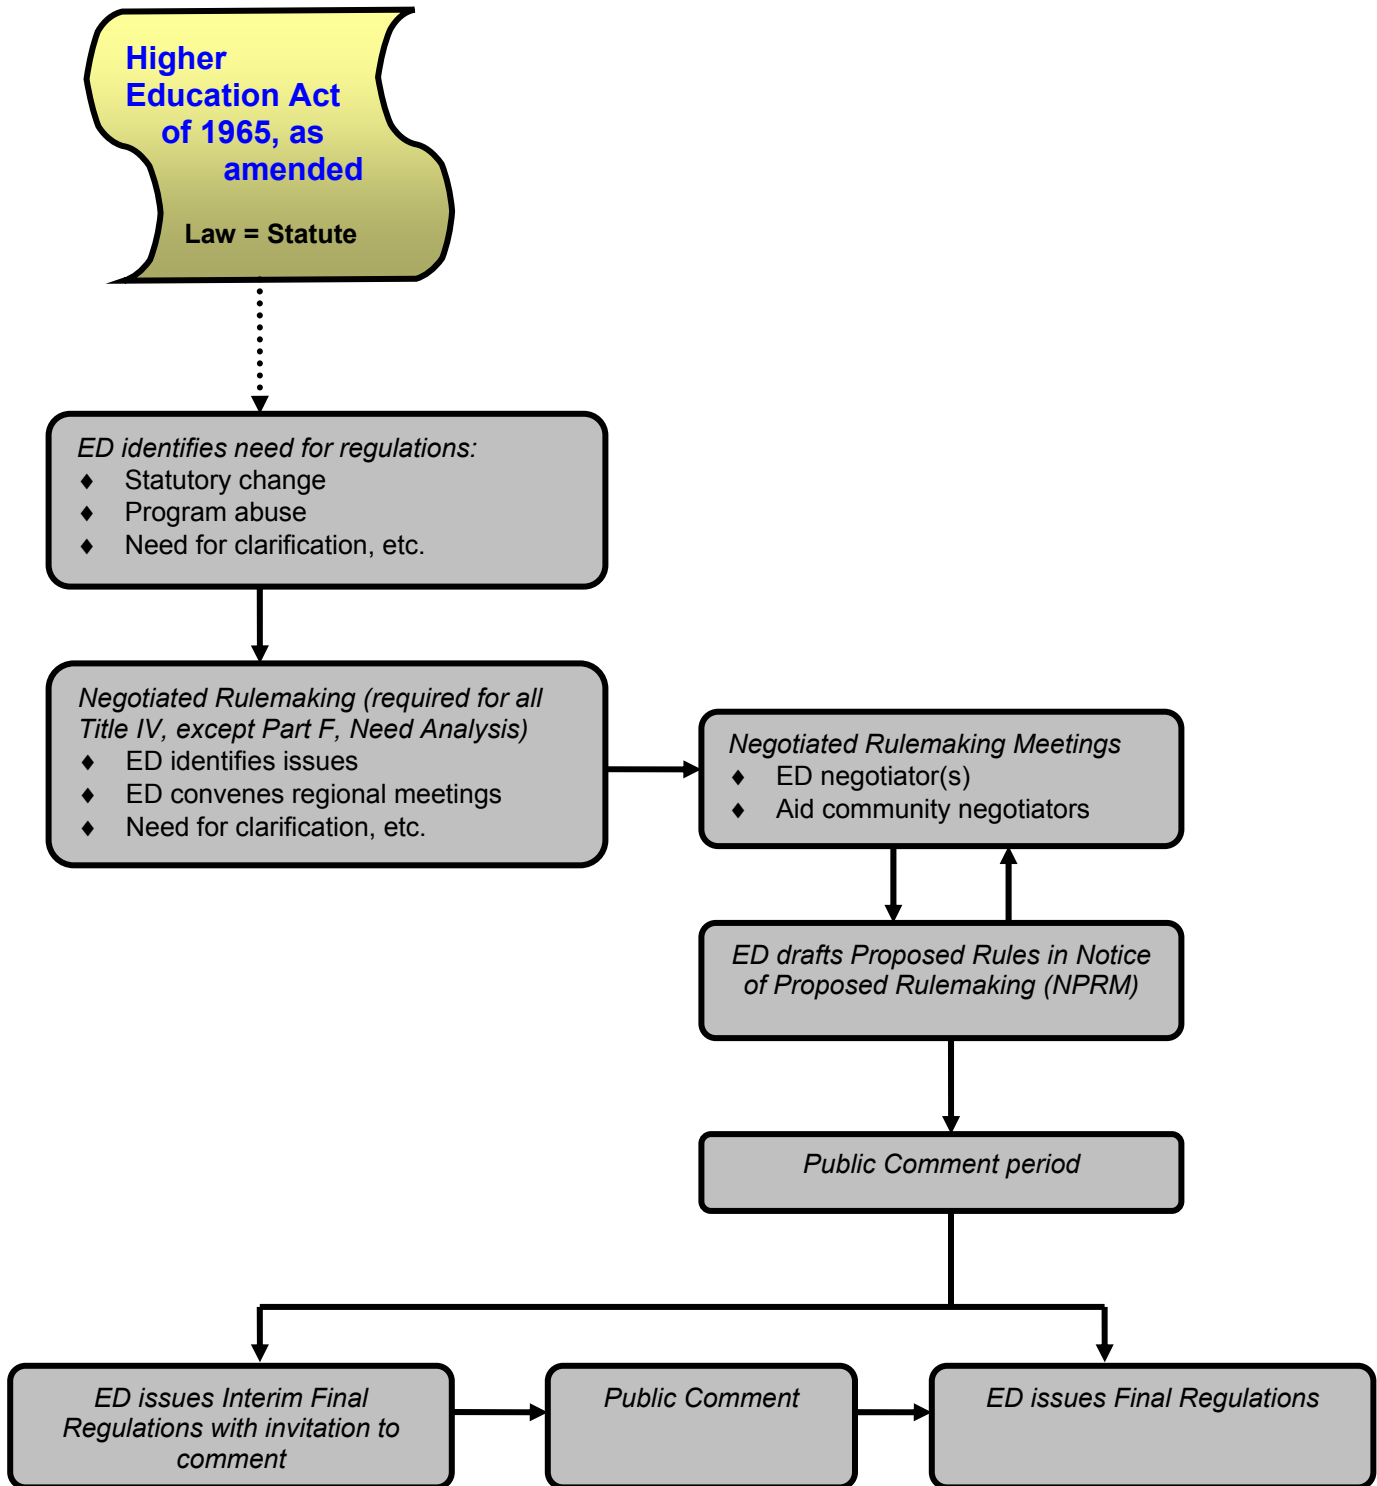 Higher
Education Act
of 1965, as
amended
Law = Statute
ED identifies need for regulations:
♦ Statutory change
♦ Program abuse
♦ Need for clarification, etc.
Negotiated Rulemaking (required for all
Title IV, except Part F, Need Analysis)
♦ ED identifies issues
♦ ED convenes regional meetings
♦ Need for clarification, etc.
Negotiated Rulemaking Meetings
♦ ED negotiator(s)
♦ Aid community negotiators
ED drafts Proposed Rules in Notice
of Proposed Rulemaking (NPRM)
Public Comment period
ED issues Interim Final
Regulations with invitation to
comment
Public Comment
ED issues Final Regulations